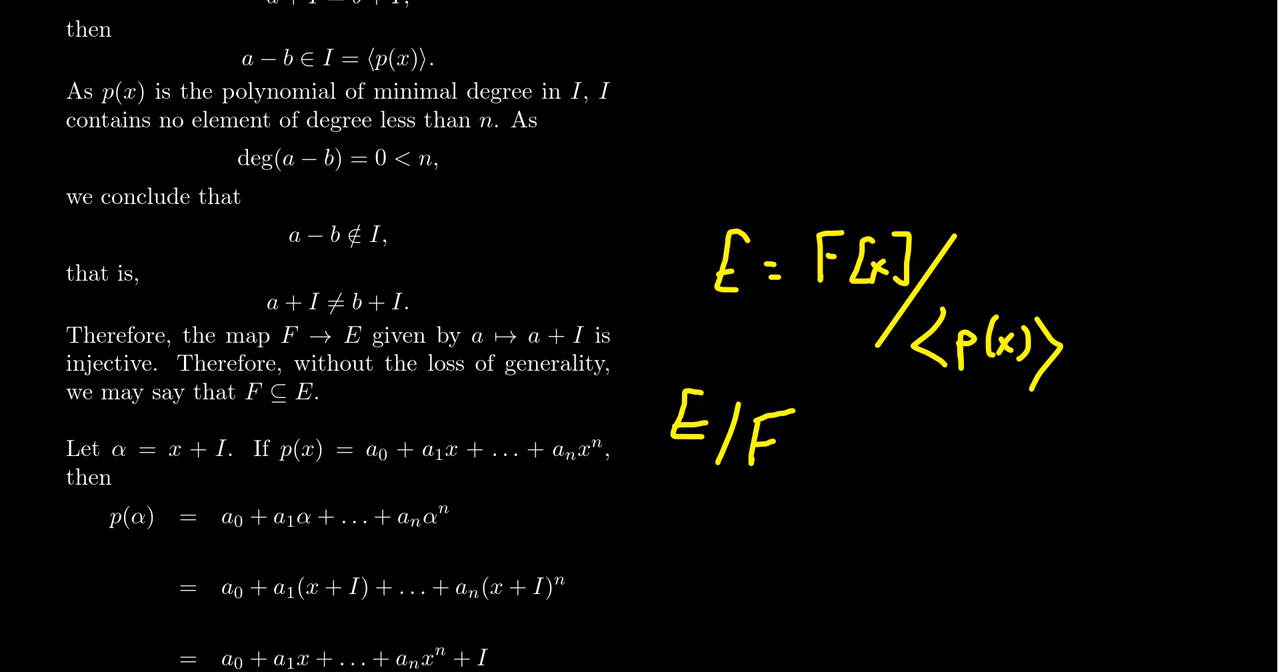 a + I = b + I,
then
a − b ∈ I = ⟨p(x)⟩.
As p(x) is the polynomial of minimal degree in I, I
contains no element of degree less than n. As
deg(a − b) = 0 < n,
we conclude that
a − b ∉ I,
that is,
a + I ≠ b + I.
Therefore, the map F → E given by a ↦ a + I is
injective. Therefore, without the loss of generality,
we may say that F ⊆ E.
Let α = x + I. If p(x) = a₀ + a₁x + … + aₙxⁿ,
then
p(α) = a₀ + a₁α + … + aₙαⁿ
= a₀ + a₁(x + I) + … + aₙ(x + I)ⁿ
= a₀ + a₁x + … + aₙxⁿ + I
E = F[x]/⟨p(x)⟩
E/F